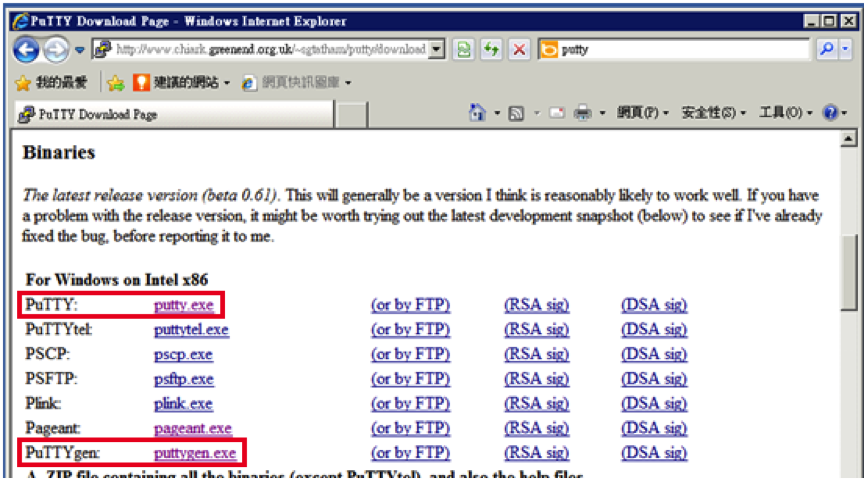 PuTTY Download Page - Windows Internet Explorer
http://www.chiark.greenend.org.uk/~sgtatham/putty/download putty
我的最愛 建議的網站 網頁快訊圖庫
PuTTY Download Page 網頁(P) 安全性(S) 工具(O)
Binaries
The latest release version (beta 0.61). This will generally be a version I think is reasonably likely to work well. If you have
a problem with the release version, it might be worth trying out the latest development snapshot (below) to see if I've already
fixed the bug, before reporting it to me.
For Windows on Intel x86
PuTTY: putty.exe (or by FTP) (RSA sig) (DSA sig)
PuTTYtel: puttytel.exe (or by FTP) (RSA sig) (DSA sig)
PSCP: pscp.exe (or by FTP) (RSA sig) (DSA sig)
PSFTP: psftp.exe (or by FTP) (RSA sig) (DSA sig)
Plink: plink.exe (or by FTP) (RSA sig) (DSA sig)
Pageant: pageant.exe (or by FTP) (RSA sig) (DSA sig)
PuTTYgen: puttygen.exe (or by FTP) (RSA sig) (DSA sig)
A .ZIP file containing all the binaries (except PuTTYtel), and also the help files